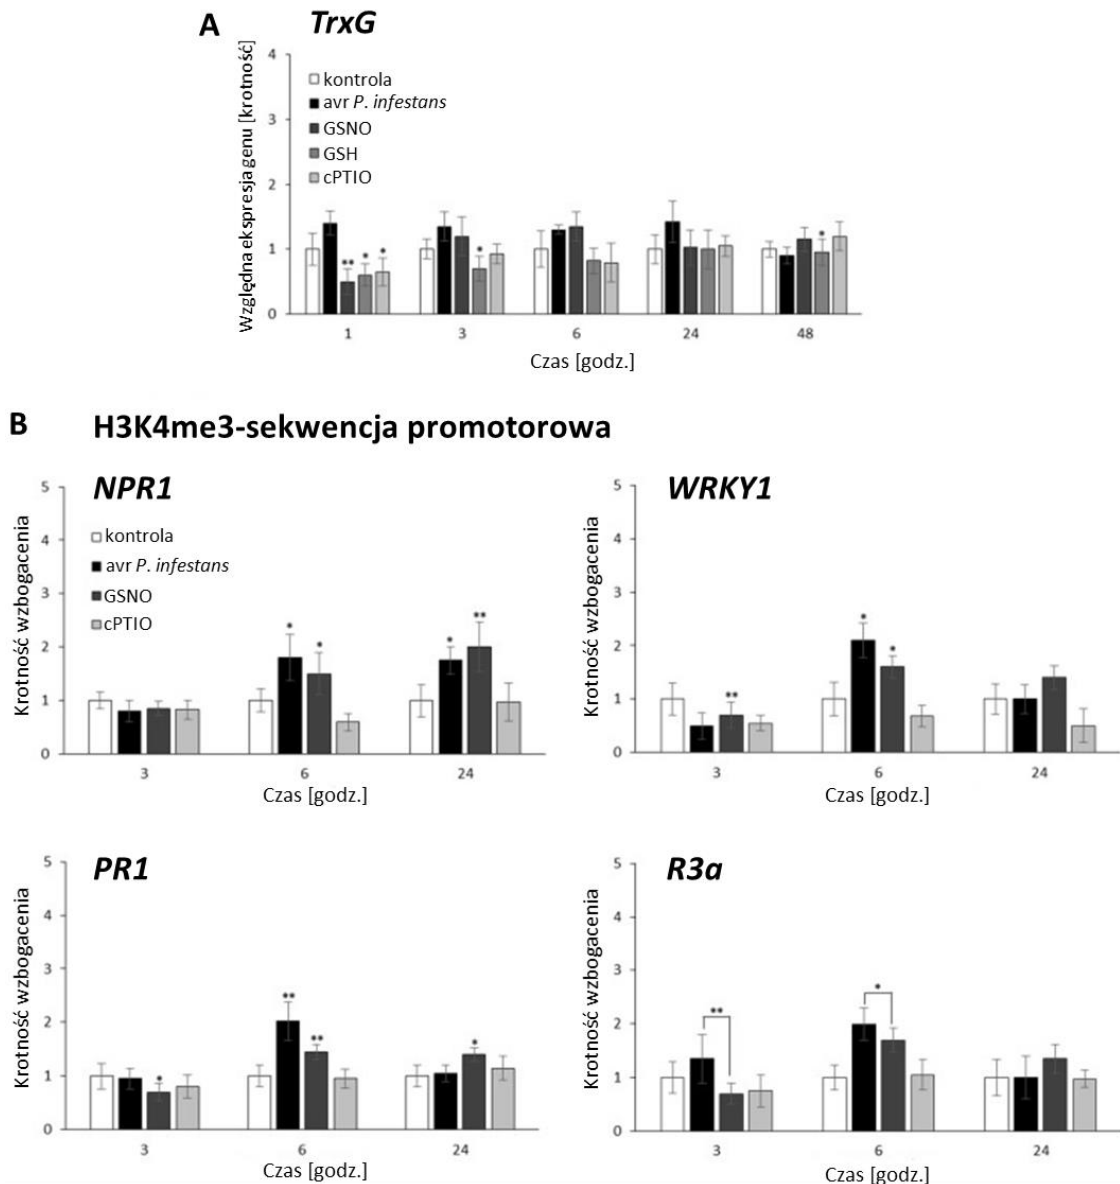 A
TrxG
Względna ekspresja genu [krotność]
4
3
2
1
0
kontrola
avr P. infestans
GSNO
GSH
cPTIO
** * *
*
*
1 3 6 24 48
Czas [godz.]
B H3K4me3-sekwencja promotorowa
NPR1
Krotność wzbogacenia
5
4
3
2
1
0
kontrola
avr P. infestans
GSNO
cPTIO
* *
* **
3 6 24
Czas [godz.]
WRKY1
Krotność wzbogacenia
5
4
3
2
1
0
**
* *
3 6 24
Czas [godz.]
PR1
Krotność wzbogacenia
5
4
3
2
1
0
*
** **
*
3 6 24
Czas [godz.]
R3a
Krotność wzbogacenia
5
4
3
2
1
0
**
*
3 6 24
Czas [godz.]